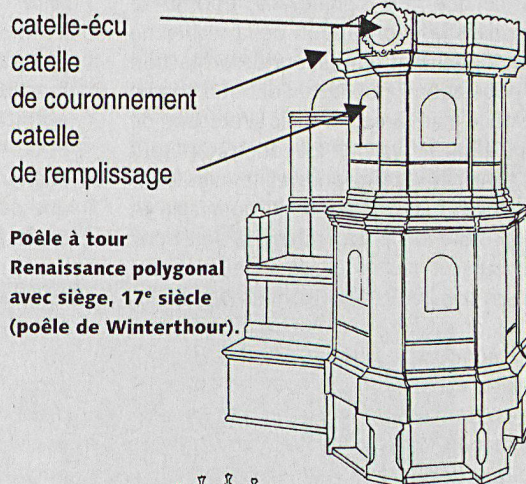 catelle-écu
catelle
de couronnement
catelle
de remplissage
Poêle à tour
Renaissance polygonal
avec siège, 17e siècle
(poêle de Winterthour).